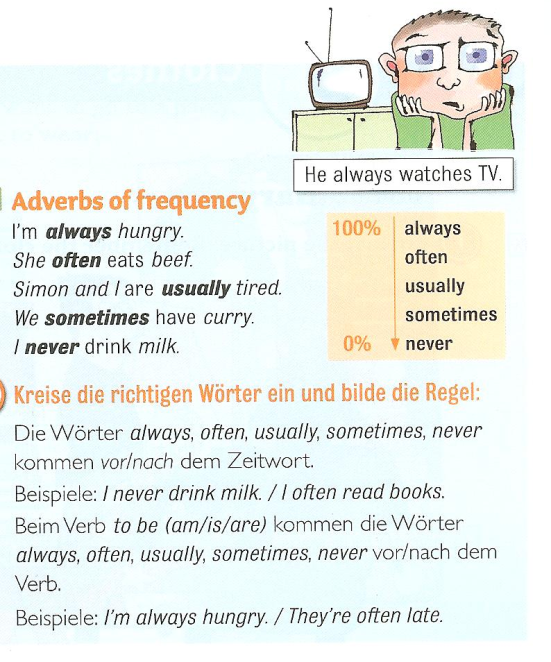 He always watches TV.
Adverbs of frequency
I'm always hungry.
She often eats beef.
Simon and I are usually tired.
We sometimes have curry.
I never drink milk.
100% always
often
usually
sometimes
0% never
Kreise die richtigen Wörter ein und bilde die Regel:
Die Wörter always, often, usually, sometimes, never
kommen vor/nach dem Zeitwort.
Beispiele: I never drink milk. / I often read books.
Beim Verb to be (am/is/are) kommen die Wörter
always, often, usually, sometimes, never vor/nach dem
Verb.
Beispiele: I'm always hungry. / They're often late.